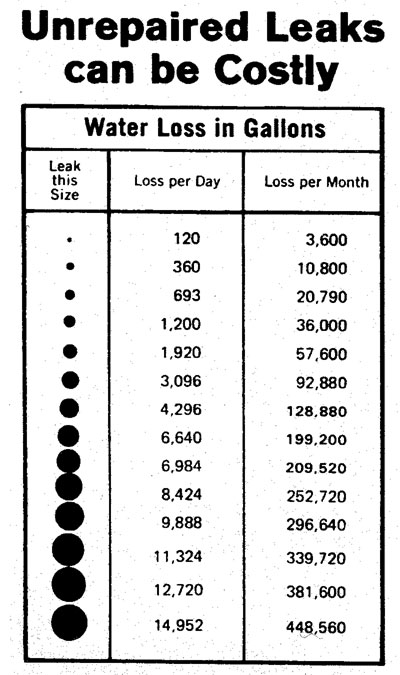 Unrepaired Leaks
can be Costly
Water Loss in Gallons
Leak
this
Size
Loss per Day
Loss per Month
120 3,600
360 10,800
693 20,790
1,200 36,000
1,920 57,600
3,096 92,880
4,296 128,880
6,640 199,200
6,984 209,520
8,424 252,720
9,888 296,640
11,324 339,720
12,720 381,600
14,952 448,560